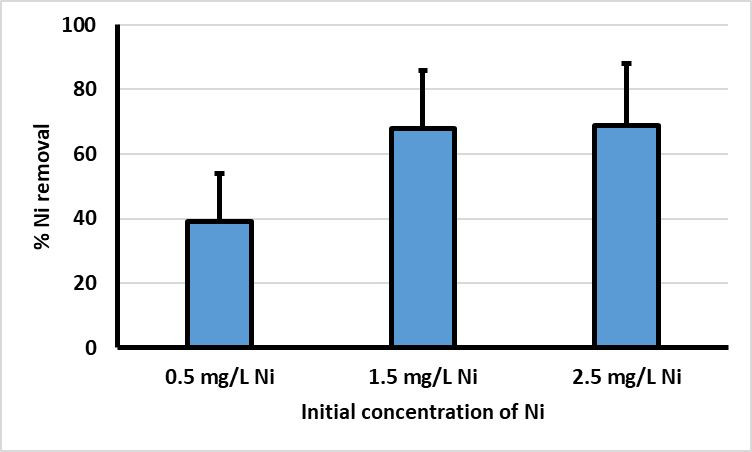 % Ni removal
100
80
60
40
20
0
0.5 mg/L Ni
1.5 mg/L Ni
2.5 mg/L Ni
Initial concentration of Ni